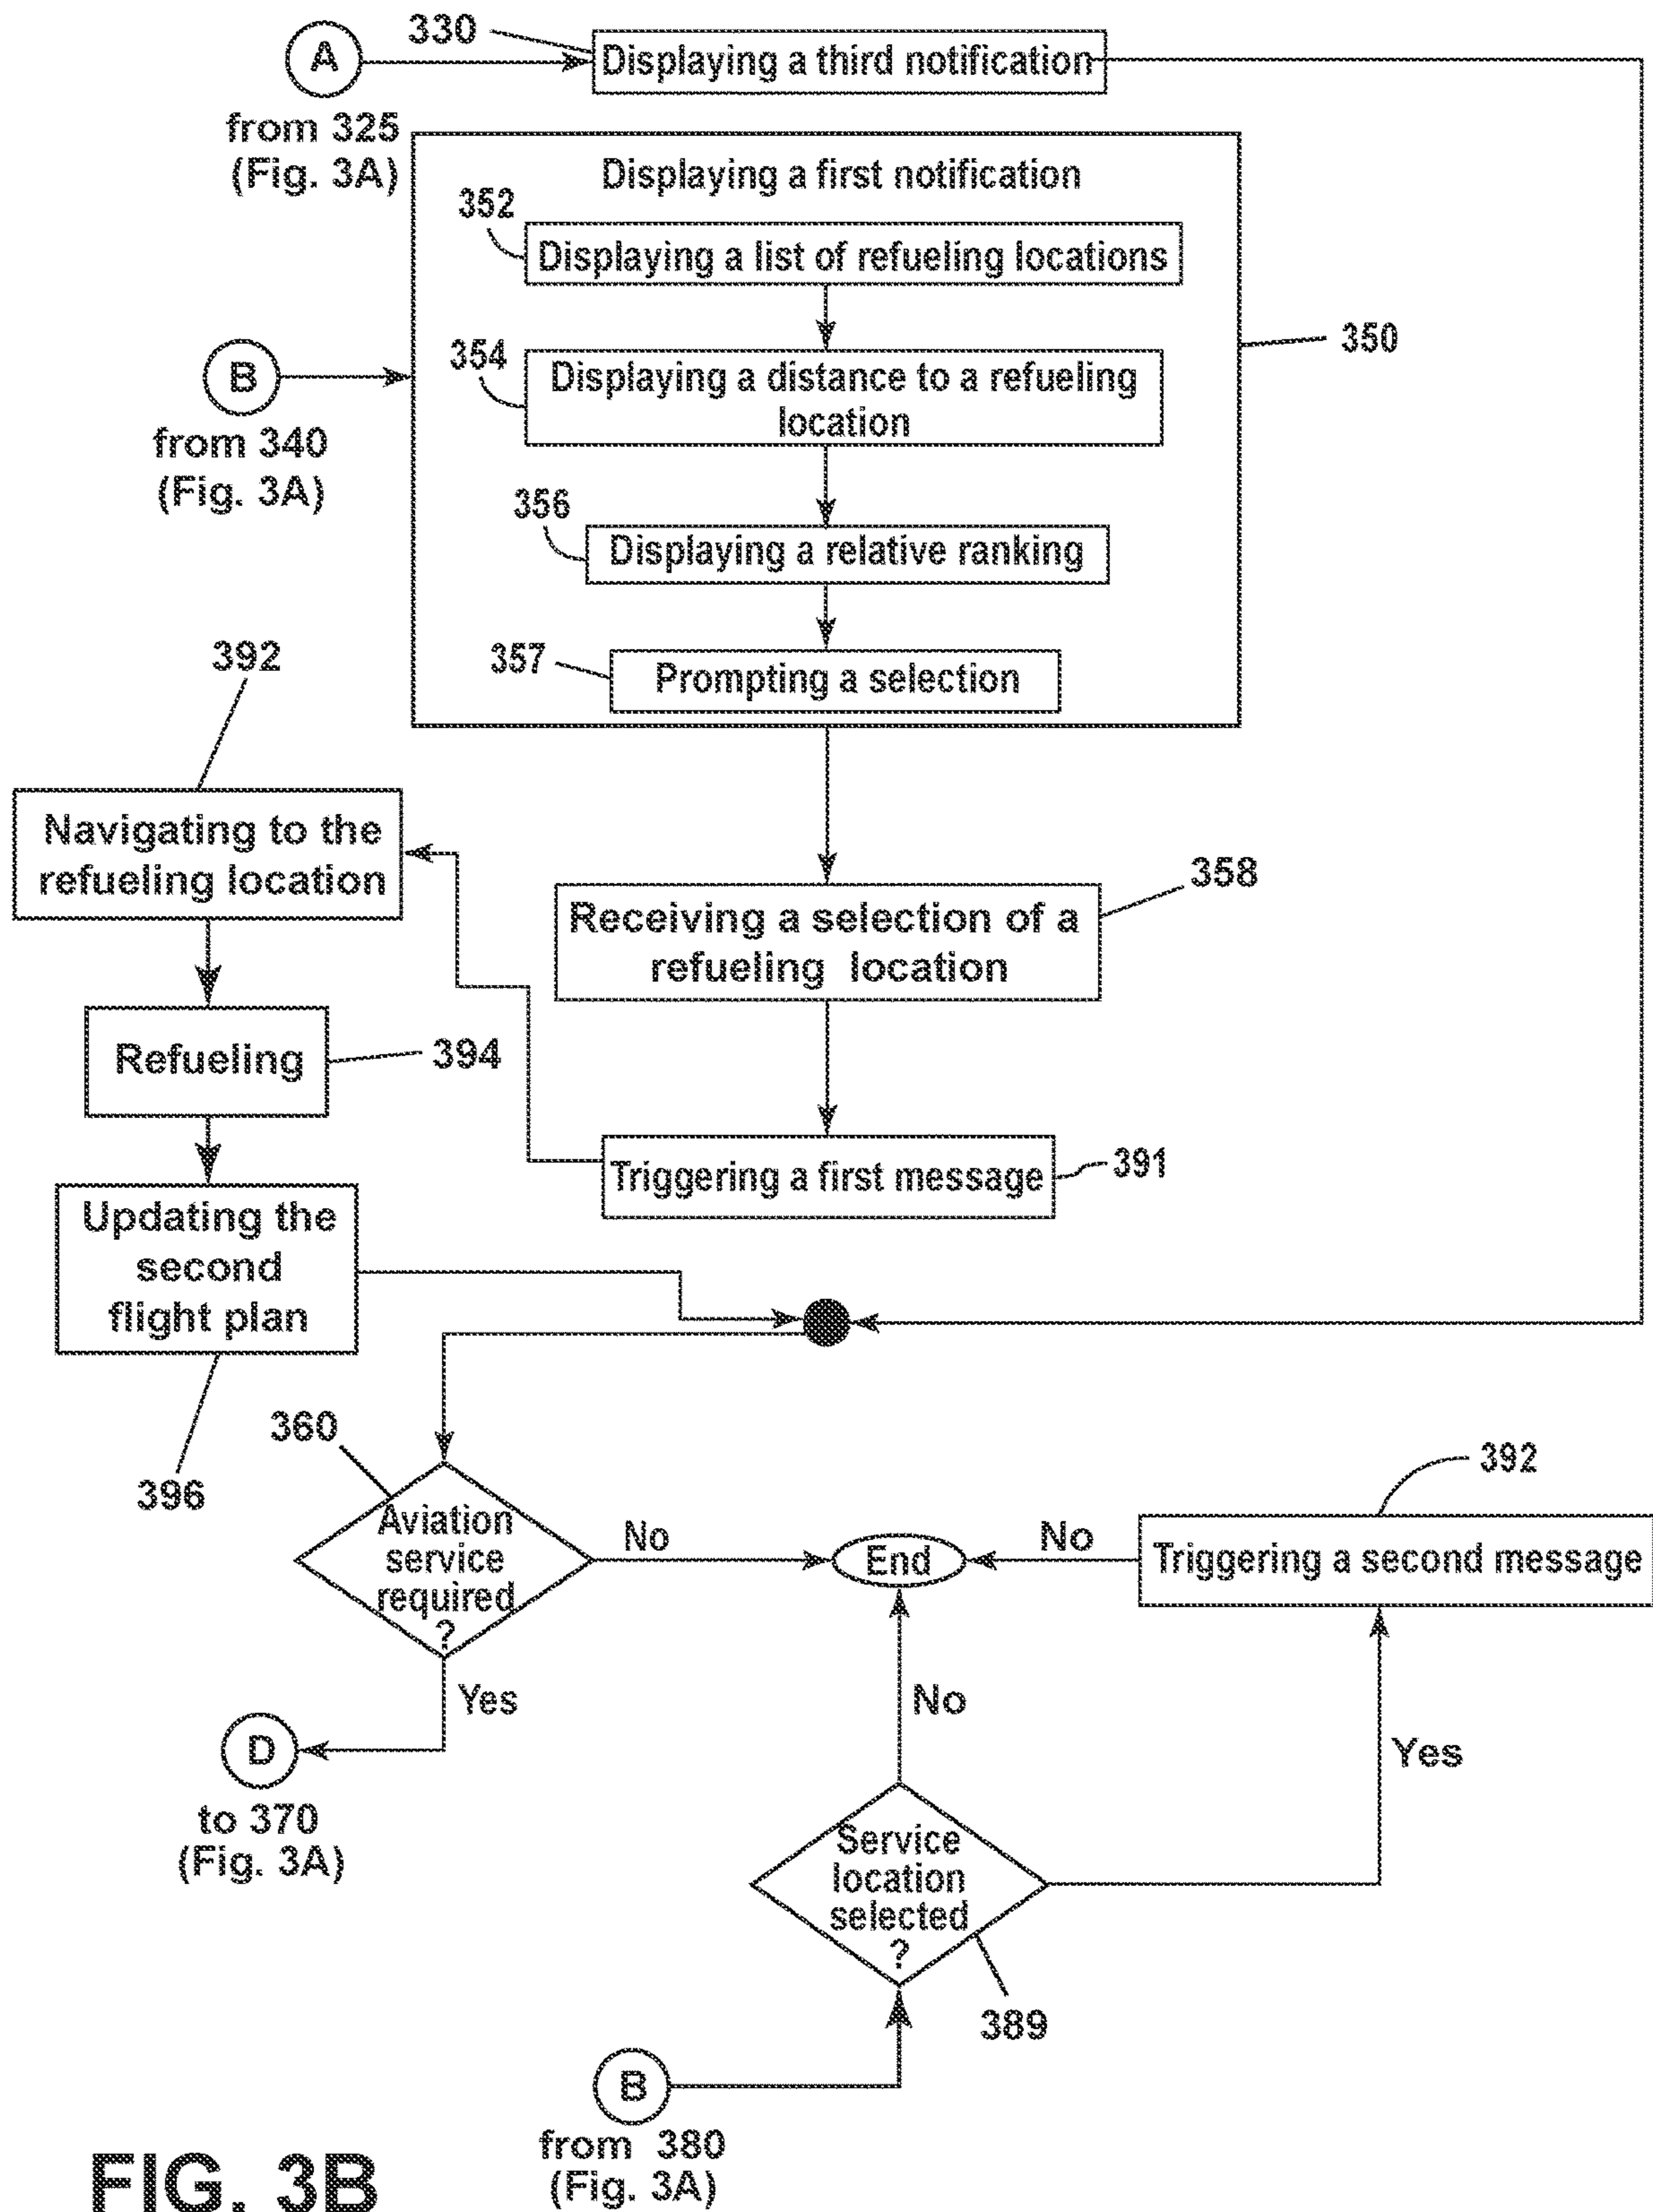 A
330
Displaying a third notification
from 325
(Fig. 3A)
Displaying a first notification
352
Displaying a list of refueling locations
350
354
Displaying a distance to a refueling
location
B
from 340
(Fig. 3A)
356
Displaying a relative ranking
357
Prompting a selection
392
Navigating to the
refueling location
358
Receiving a selection of a
refueling location
Refueling
394
Triggering a first message
391
Updating the
second
flight plan
396
360
Aviation
service
required
?
No
End
No
392
Triggering a second message
Yes
D
to 370
(Fig. 3A)
No
Yes
Service
location
selected
?
389
B
from 380
(Fig. 3A)
FIG. 3B